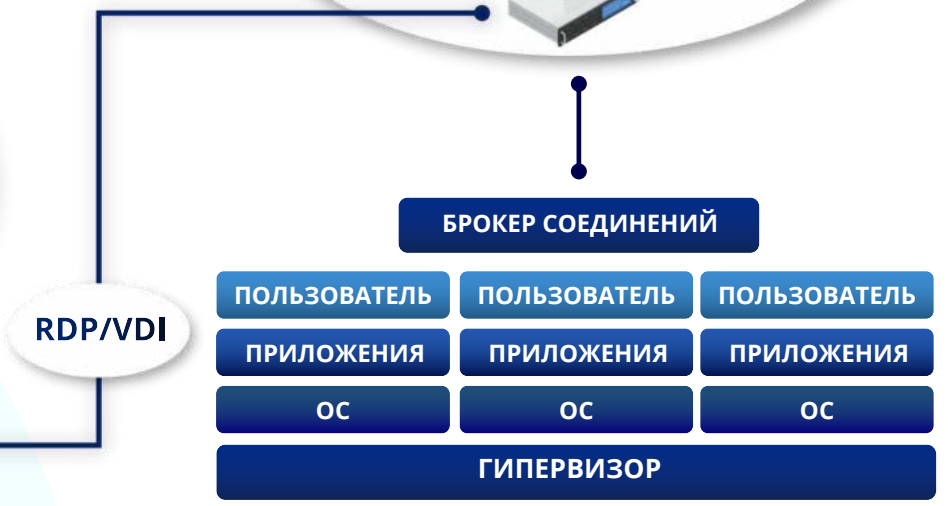 БРОКЕР СОЕДИНЕНИЙ
ПОЛЬЗОВАТЕЛЬ ПОЛЬЗОВАТЕЛЬ ПОЛЬЗОВАТЕЛЬ
RDP/VDI
ПРИЛОЖЕНИЯ ПРИЛОЖЕНИЯ ПРИЛОЖЕНИЯ
ОС ОС ОС
ГИПЕРВИЗОР